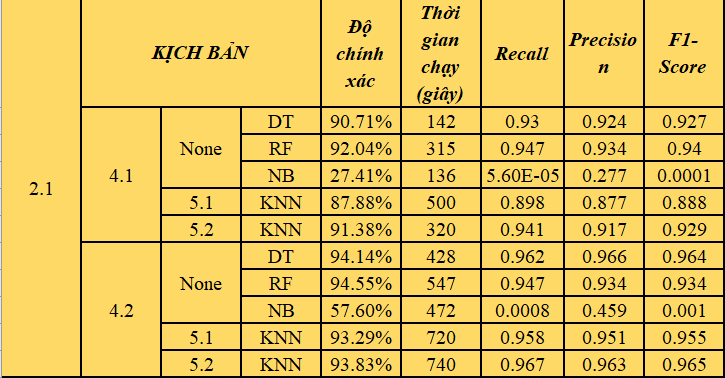 KỊCH BẢN Độ chính xác Thời gian chạy (giây) Recall Precisio n F1- Score
2.1 4.1 None DT 90.71% 142 0.93 0.924 0.927
RF 92.04% 315 0.947 0.934 0.94
NB 27.41% 136 5.60E-05 0.277 0.0001
5.1 KNN 87.88% 500 0.898 0.877 0.888
5.2 KNN 91.38% 320 0.941 0.917 0.929
4.2 None DT 94.14% 428 0.962 0.966 0.964
RF 94.55% 547 0.947 0.934 0.934
NB 57.60% 472 0.0008 0.459 0.001
5.1 KNN 93.29% 720 0.958 0.951 0.955
5.2 KNN 93.83% 740 0.967 0.963 0.965